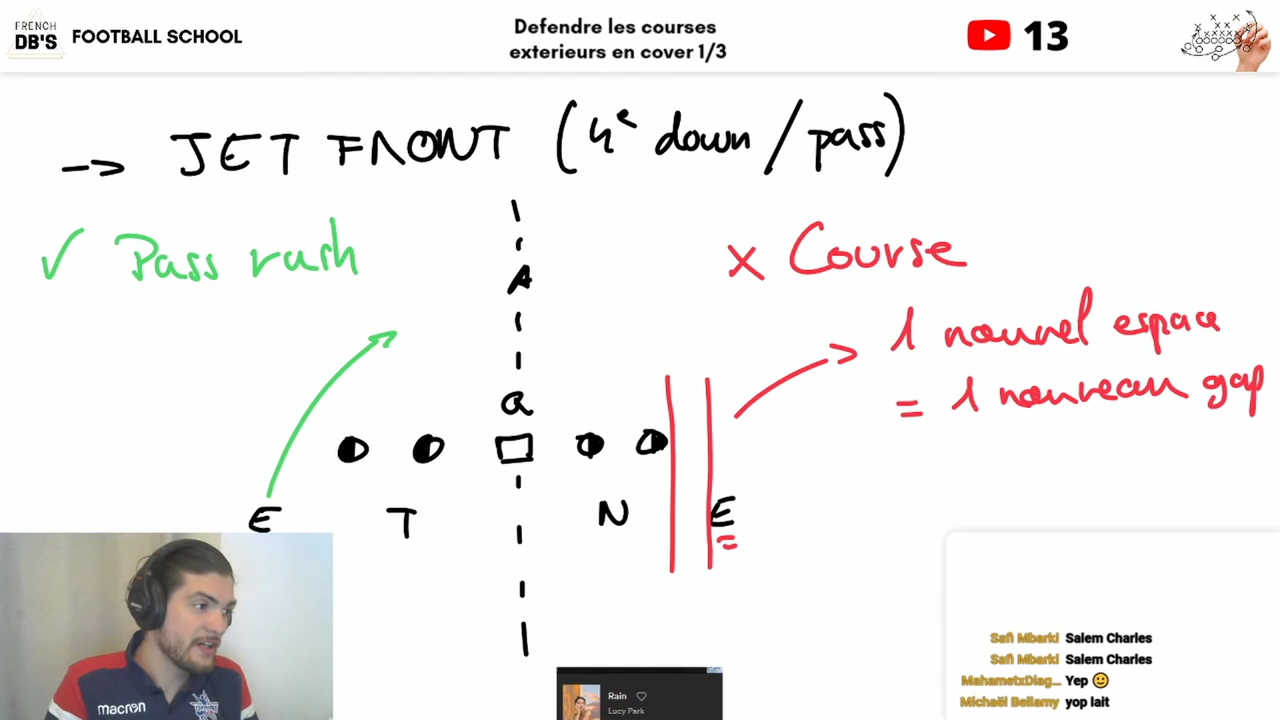 FRENCH
DB'S
FOOTBALL SCHOOL
Defendre les courses
exterieurs en cover 1/3
13
→ JET FRONT (4e down / pass)
✓ Pass rush
x Course
A
1 nouvel espace
= 1 nouveau gap
Q
E T N E
macron
Safi Mbarki Salem Charles
Safi Mbarki Salem Charles
MahametxDiag... Yep 🙂
Michaël Bellamy yop lait
Rain
Lucy Park